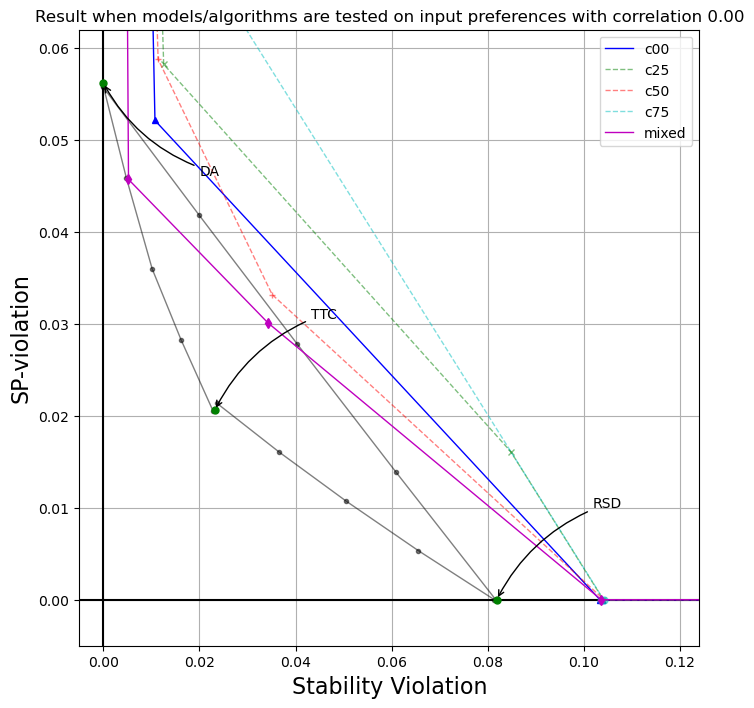 Result when models/algorithms are tested on input preferences with correlation 0.00
c00
c25
c50
c75
mixed
DA
TTC
RSD
0.06
0.05
0.04
0.03
0.02
0.01
0.00
SP-violation
0.00 0.02 0.04 0.06 0.08 0.10 0.12
Stability Violation